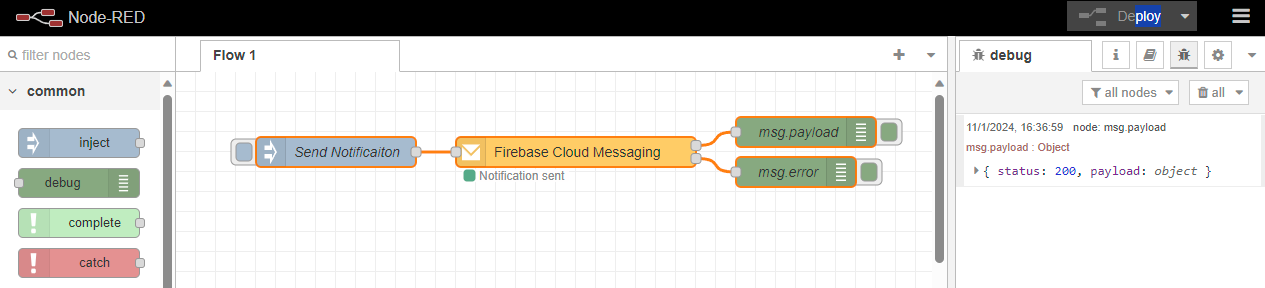 Node-RED
Deploy
filter nodes
Flow 1
debug
i
common
all nodes
all
inject
debug
complete
catch
Send Notificaiton
Firebase Cloud Messaging
Notification sent
msg.payload
msg.error
11/1/2024, 16:36:59 node: msg.payload
msg.payload : Object
{ status: 200, payload: object }